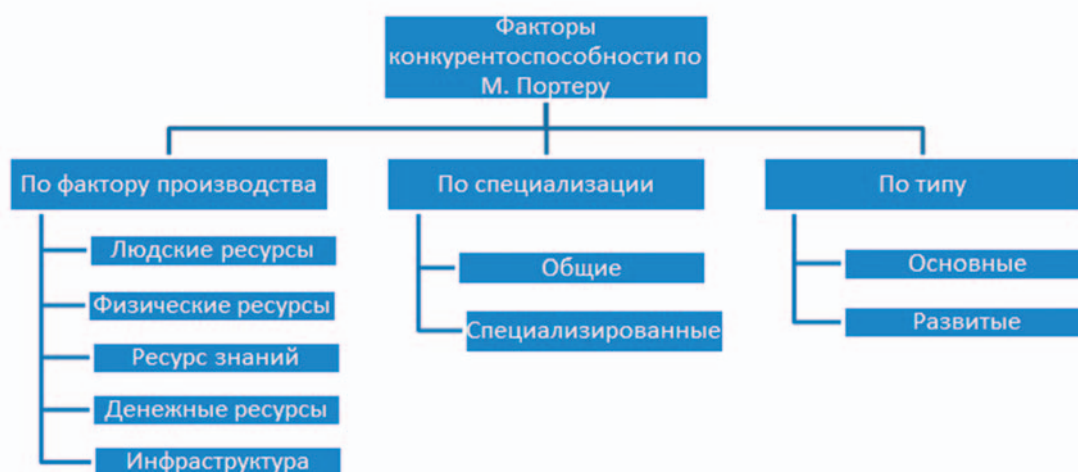 Факторы
конкурентоспособности по
М. Портеру
По фактору производства
Людские ресурсы
Физические ресурсы
Ресурс знаний
Денежные ресурсы
Инфраструктура
По специализации
Общие
Специализированные
По типу
Основные
Развитые